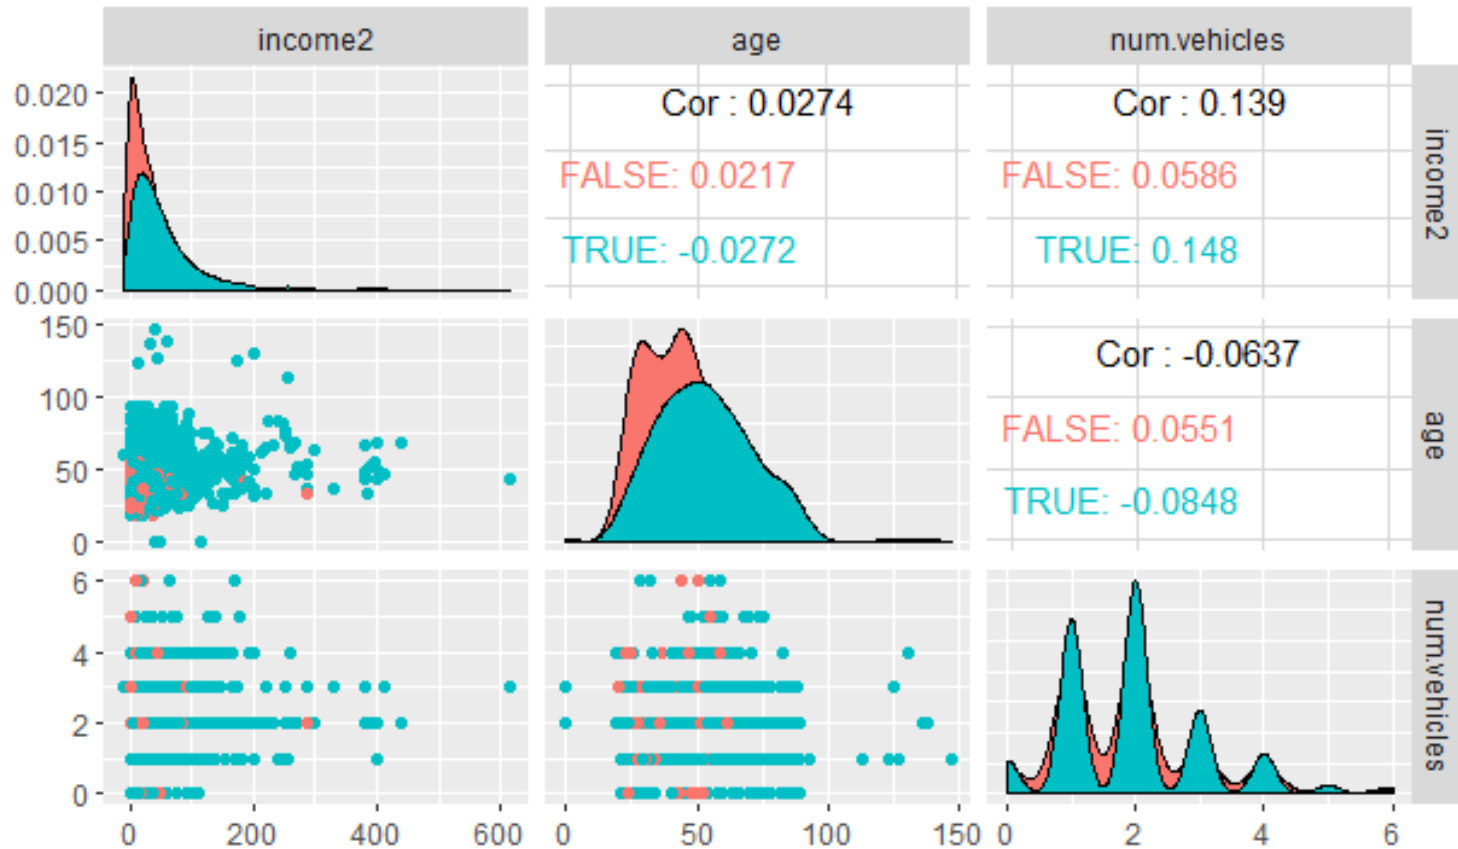 income2 age num.vehicles
0.020
0.015
0.010
0.005
0.000
Cor : 0.0274
FALSE: 0.0217
TRUE: -0.0272
Cor : 0.139
FALSE: 0.0586
TRUE: 0.148
income2
150
100
50
0
Cor : -0.0637
FALSE: 0.0551
TRUE: -0.0848
age
6
4
2
0
num.vehicles
0 200 400 600
0 50 100 150
0 2 4 6